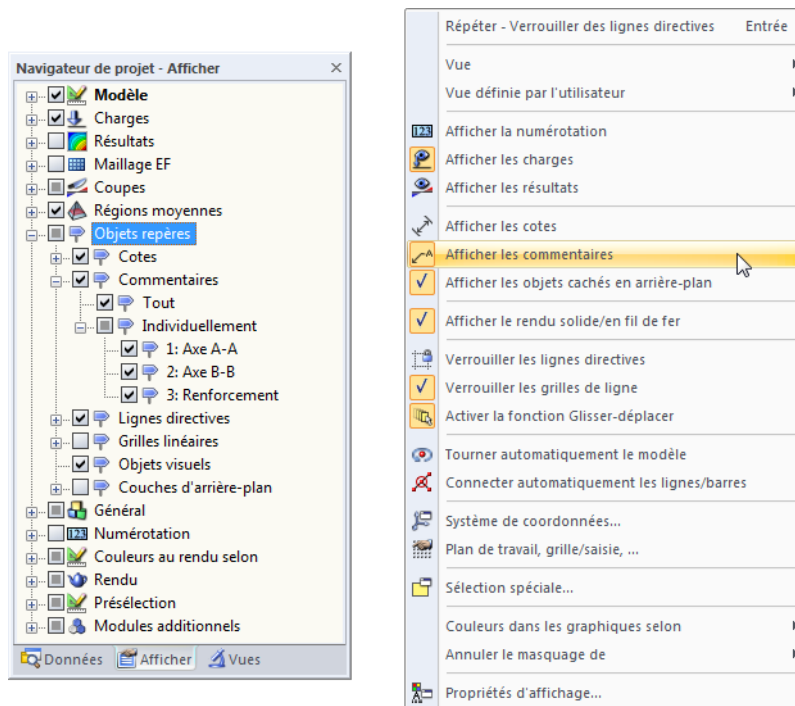 Navigateur de projet - Afficher
Modèle
Charges
Résultats
Maillage EF
Coupes
Régions moyennes
Objets repères
Cotes
Commentaires
Tout
Individuellement
1: Axe A-A
2: Axe B-B
3: Renforcement
Lignes directives
Grilles linéaires
Objets visuels
Couches d'arrière-plan
Général
123 Numérotation
Couleurs au rendu selon
Rendu
Présélection
Modules additionnels
Données Afficher Vues
Répéter - Verrouiller des lignes directives Entrée
Vue
Vue définie par l'utilisateur
123 Afficher la numérotation
Afficher les charges
Afficher les résultats
Afficher les cotes
A Afficher les commentaires
Afficher les objets cachés en arrière-plan
Afficher le rendu solide/en fil de fer
Verrouiller les lignes directives
Verrouiller les grilles de ligne
Activer la fonction Glisser-déplacer
Tourner automatiquement le modèle
Connecter automatiquement les lignes/barres
Système de coordonnées...
Plan de travail, grille/saisie, ...
Sélection spéciale...
Couleurs dans les graphiques selon
Annuler le masquage de
Propriétés d'affichage...